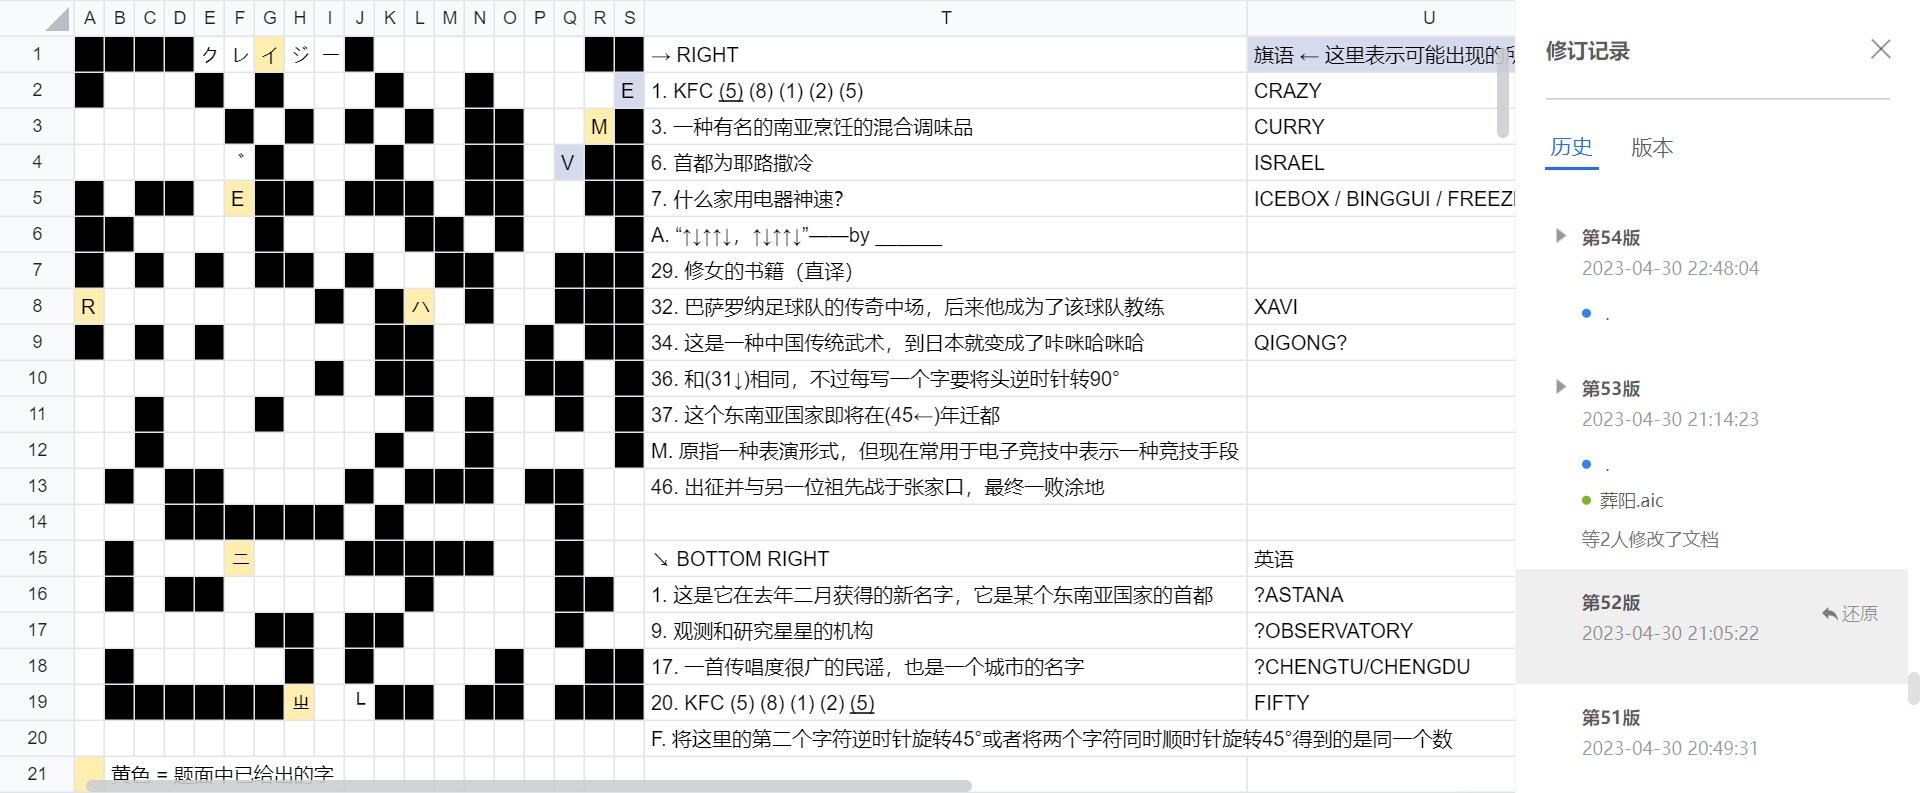 A B C D E F G H I J K L M N O P Q R S T U
1 ク レ イ ジ ー → RIGHT 旗语 ← 这里表示可能出现的
2 E 1. KFC (5) (8) (1) (2) (5) CRAZY
3 M 3. 一种有名的南亚烹饪的混合调味品 CURRY
4 ゛ V 6. 首都为耶路撒冷 ISRAEL
5 E 7. 什么家用电器神速？ ICEBOX / BINGGUI / FREEZ
6 A. “↑↓↑↑↓，↑↓↑↑↓”——by ______
7 29. 修女的书籍（直译）
8 R ハ 32. 巴萨罗纳足球队的传奇中场，后来他成为了该球队教练 XAVI
9 34. 这是一种中国传统武术，到日本就变成了咔咪哈咪哈 QIGONG?
10 36. 和(31↓)相同，不过每写一个字要将头逆时针转90°
11 37. 这个东南亚国家即将在(45←)年迁都
12 M. 原指一种表演形式，但现在常用于电子竞技中表示一种竞技手段
13 46. 出征并与另一位祖先战于张家口，最终一败涂地
14
15 二 ↘ BOTTOM RIGHT 英语
16 1. 这是它在去年二月获得的新名字，它是某个东南亚国家的首都 ?ASTANA
17 9. 观测和研究星星的机构 ?OBSERVATORY
18 17. 一首传唱度很广的民谣，也是一个城市的名字 ?CHENGTU/CHENGDU
19 └ 20. KFC (5) (8) (1) (2) (5) FIFTY
20 F. 将这里的第二个字符逆时针旋转45°或者将两个字符同时顺时针旋转45°得到的是同一个数
21 黄色 = 题面中已给出的字
修订记录
历史 版本
第54版
2023-04-30 22:48:04
.
第53版
2023-04-30 21:14:23
.
葬阳.aic
等2人修改了文档
第52版
还原
2023-04-30 21:05:22
第51版
2023-04-30 20:49:31